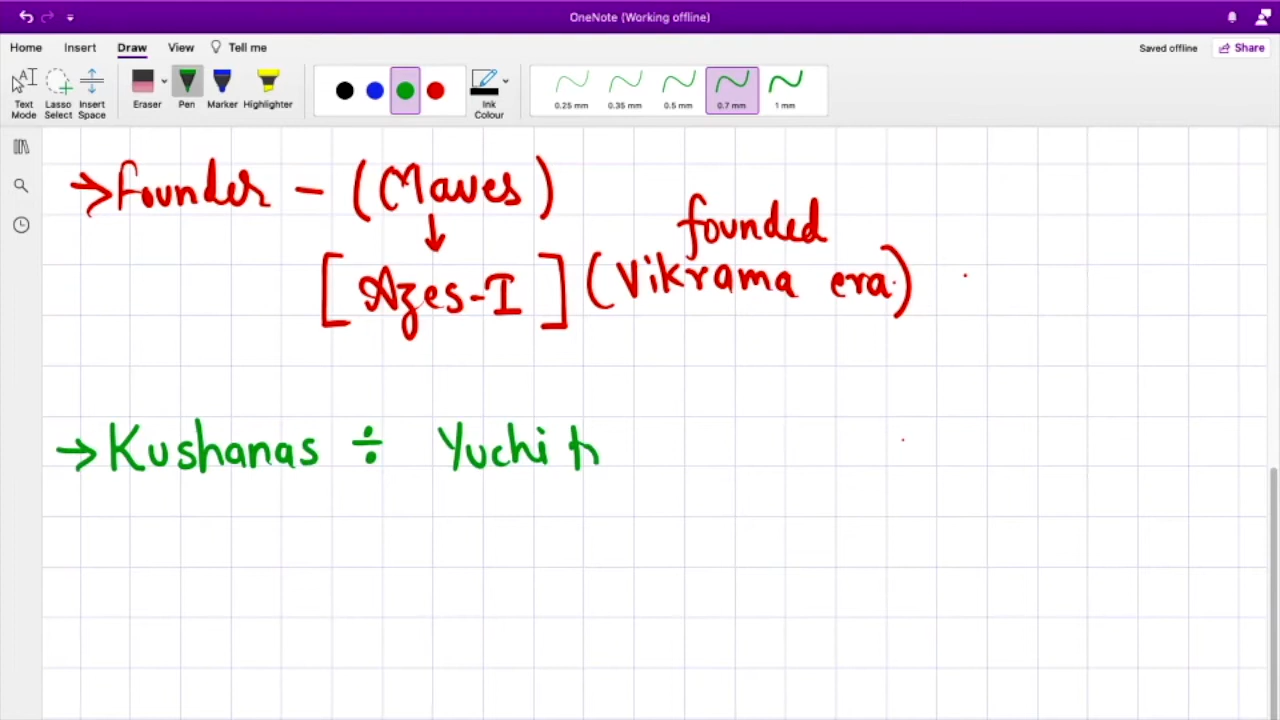 OneNote (Working offline)
Home Insert Draw View Tell me
Saved offline Share
Text Mode Lasso Select Insert Space Eraser Pen Marker Highlighter Ink Colour 0.25 mm 0.35 mm 0.5 mm 0.7 mm 1 mm
→ Founder - (Maues)
↓
founded
[Azes-I] (Vikrama era.)
→ Kushanas ÷ Yuchi